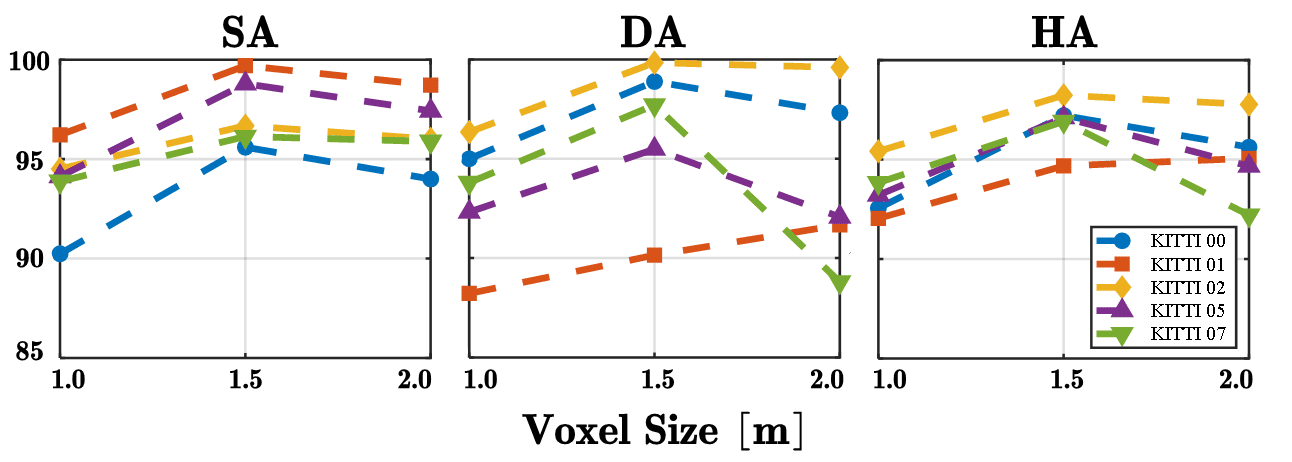 SA DA HA
100
95
90
85
1.0 1.5 2.0 1.0 1.5 2.0 1.0 1.5 2.0
KITTI 00
KITTI 01
KITTI 02
KITTI 05
KITTI 07
Voxel Size [m]